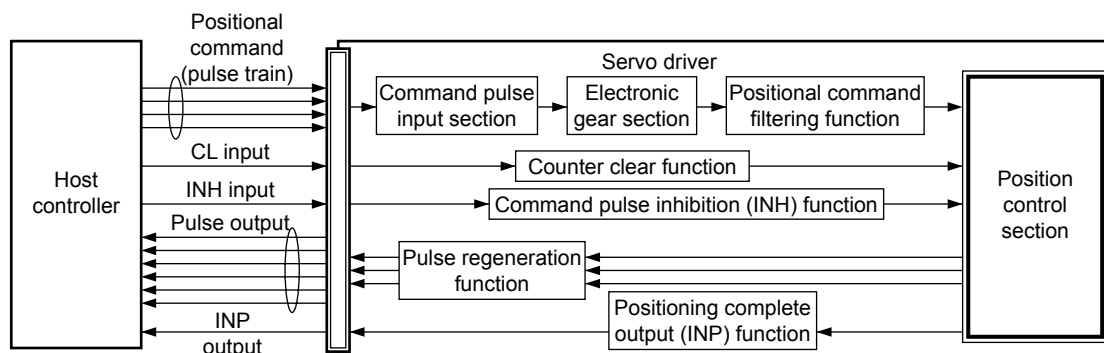 Positional
command
(pulse train)
Servo driver
Command pulse
input section
Electronic
gear section
Positional command
filtering function
CL input
Counter clear function
Host
controller
INH input
Command pulse inhibition (INH) function
Position
control
section
Pulse output
Pulse regeneration
function
Positioning complete
output (INP) function
INP
output